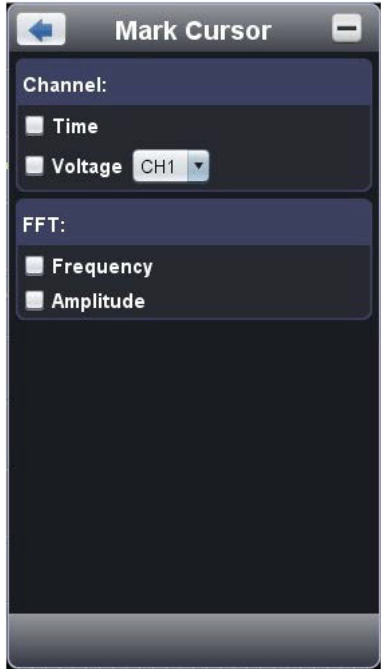 Mark Cursor
Channel:
Time
Voltage CH1
FFT:
Frequency
Amplitude